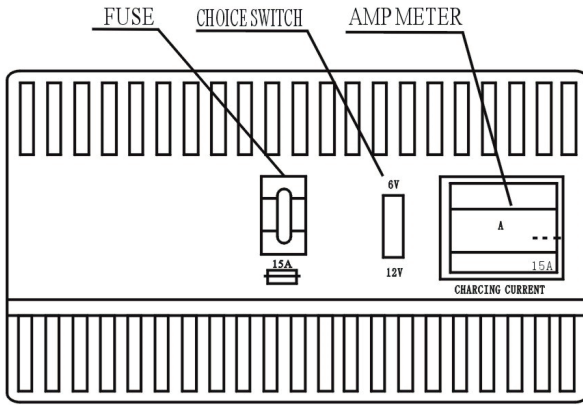 FUSE
CHOICE SWITCH
AMP METER
6V
A
15A
15A
12V
CHARCING CURRENT